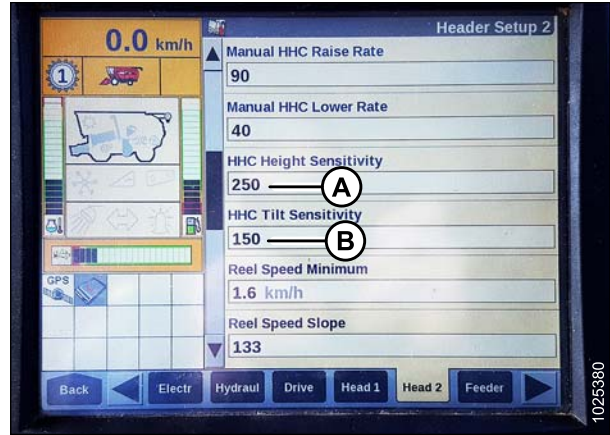 Header Setup 2
0.0 km/h
1
Manual HHC Raise Rate
90
Manual HHC Lower Rate
40
HHC Height Sensitivity
250
A
HHC Tilt Sensitivity
150
B
Reel Speed Minimum
1.6 km/h
Reel Speed Slope
133
GPS
Back
Electr
Hydraul
Drive
Head 1
Head 2
Feeder
1025380